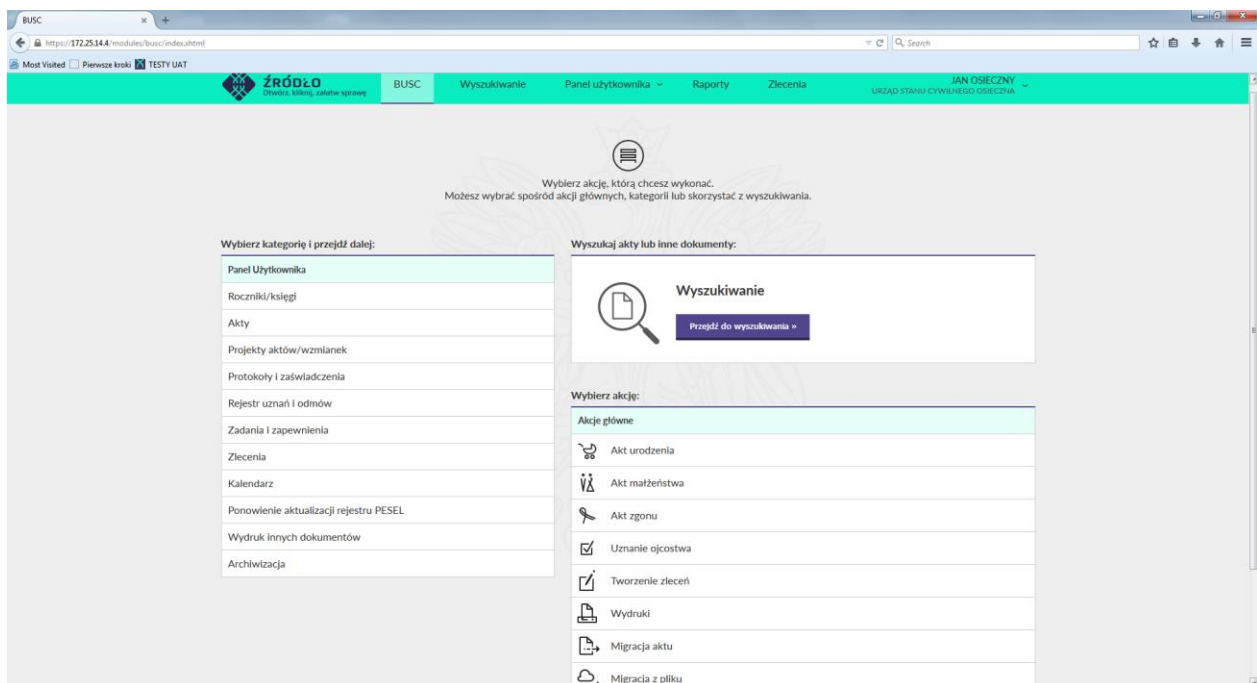 BUSC
https://172.25.14.4/modules/busc/index.xhtml
Search
Most Visited Pierwsze kroki TESTY UAT
ŹRÓDŁO
Otwórz, kliknij, załatw sprawę
BUSC Wyszukiwanie Panel użytkownika Raporty Zlecenia
JAN OSIECZNY
URZĄD STANU CYWILNEGO OSIECZNA
Wybierz akcję, którą chcesz wykonać.
Możesz wybrać spośród akcji głównych, kategorii lub skorzystać z wyszukiwania.
Wybierz kategorię i przejdź dalej:
Panel Użytkownika
Roczniki/księgi
Akty
Projekty aktów/wzmianek
Protokoły i zaświadczenia
Rejestr uznań i odmów
Zadania i zapewnienia
Zlecenia
Kalendarz
Ponowienie aktualizacji rejestru PESEL
Wydruk innych dokumentów
Archiwizacja
Wyszukaj akty lub inne dokumenty:
Wyszukiwanie
Przejdź do wyszukiwania »
Wybierz akcję:
Akcje główne
Akt urodzenia
Akt małżeństwa
Akt zgonu
Uznanie ojcostwa
Tworzenie zleceń
Wydruki
Migracja aktu
Migracja z pliku